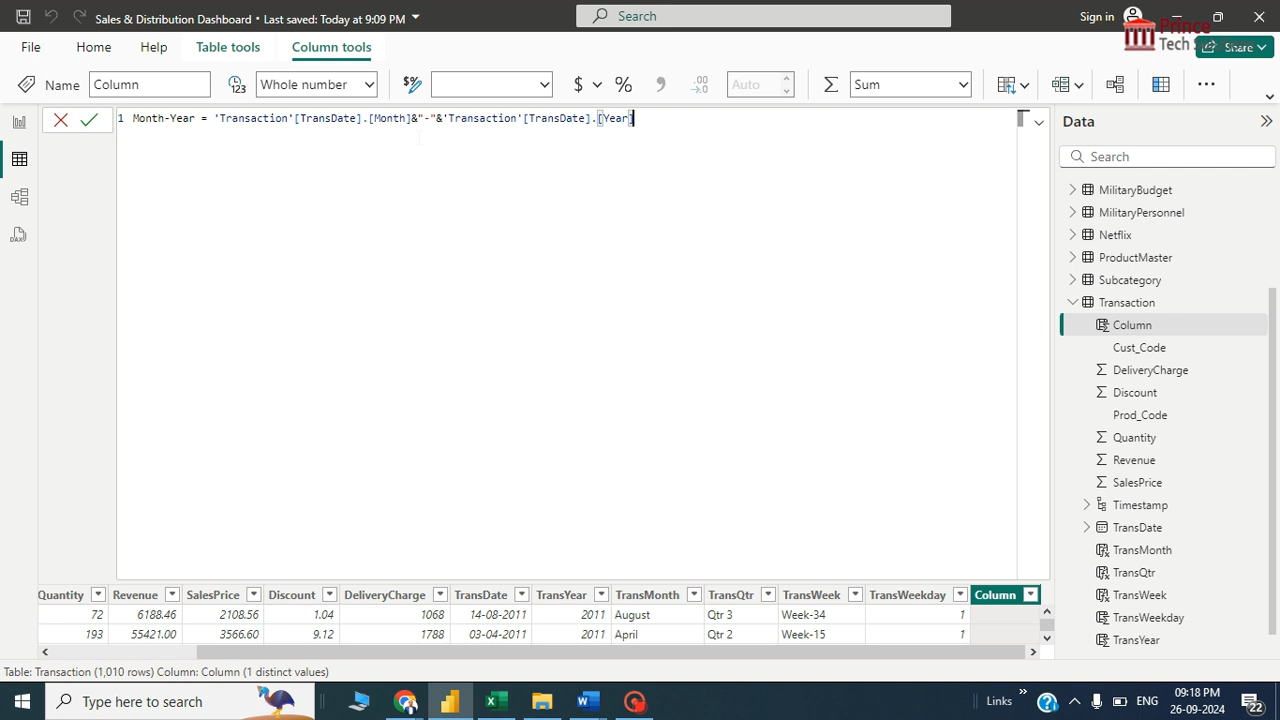 Sales & Distribution Dashboard • Last saved: Today at 9:09 PM
Search
Sign in
Prince
Tech S
Share
File
Home
Help
Table tools
Column tools
Name
Column
Whole number
$
%
Auto
Sum
1 Month-Year = 'Transaction'[TransDate].[Month]&"-"&'Transaction'[TransDate].[Year]
Data
Search
MilitaryBudget
MilitaryPersonnel
Netflix
ProductMaster
Subcategory
Transaction
Column
Cust_Code
DeliveryCharge
Discount
Prod_Code
Quantity
Revenue
SalesPrice
Timestamp
TransDate
TransMonth
TransQtr
TransWeek
TransWeekday
TransYear
Quantity Revenue SalesPrice Discount DeliveryCharge TransDate TransYear TransMonth TransQtr TransWeek TransWeekday Column
72 6188.46 2108.56 1.04 1068 14-08-2011 2011 August Qtr 3 Week-34 1
193 55421.00 3566.60 9.12 1788 03-04-2011 2011 April Qtr 2 Week-15 1
Table: Transaction (1,010 rows) Column: Column (1 distinct values)
Type here to search
Links
ENG
09:18 PM
26-09-2024
22